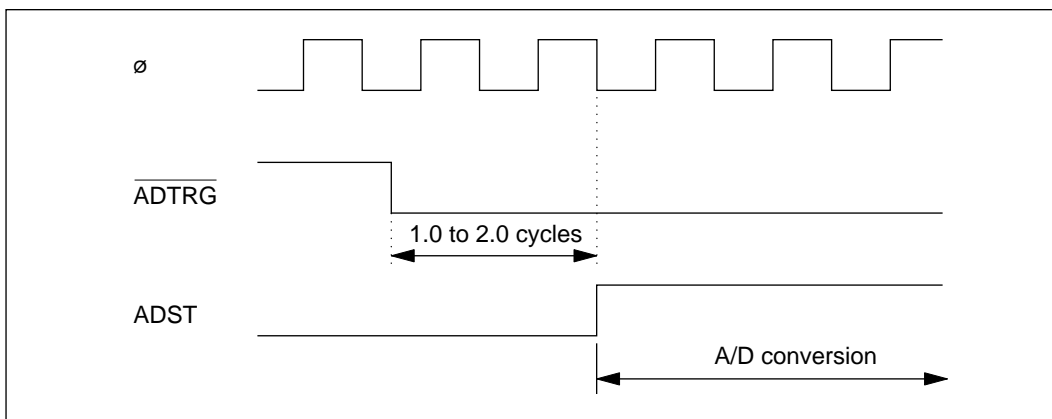 ø
ADTRG
1.0 to 2.0 cycles
ADST
A/D conversion